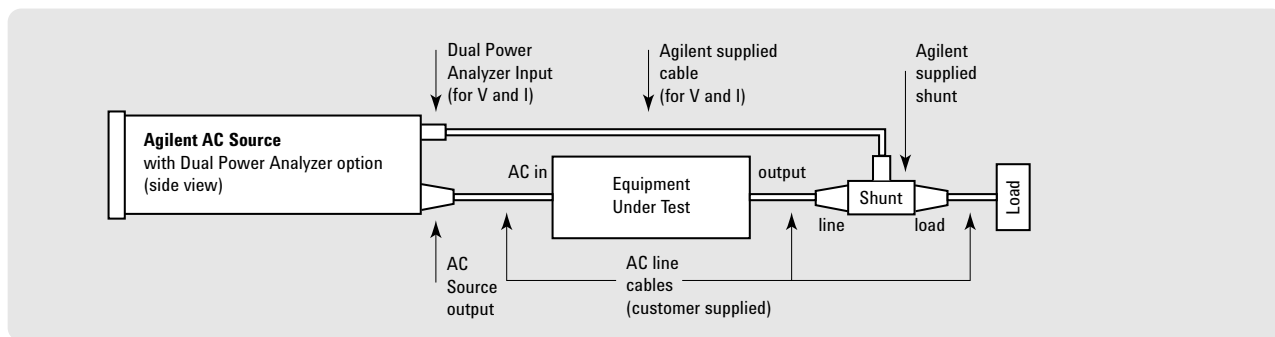 Dual Power
Analyzer Input
(for V and I)
Agilent supplied
cable
(for V and I)
Agilent
supplied
shunt
Agilent AC Source
with Dual Power Analyzer option
(side view)
AC in
Equipment
Under Test
output
Shunt
line
load
Load
AC
Source
output
AC line
cables
(customer supplied)